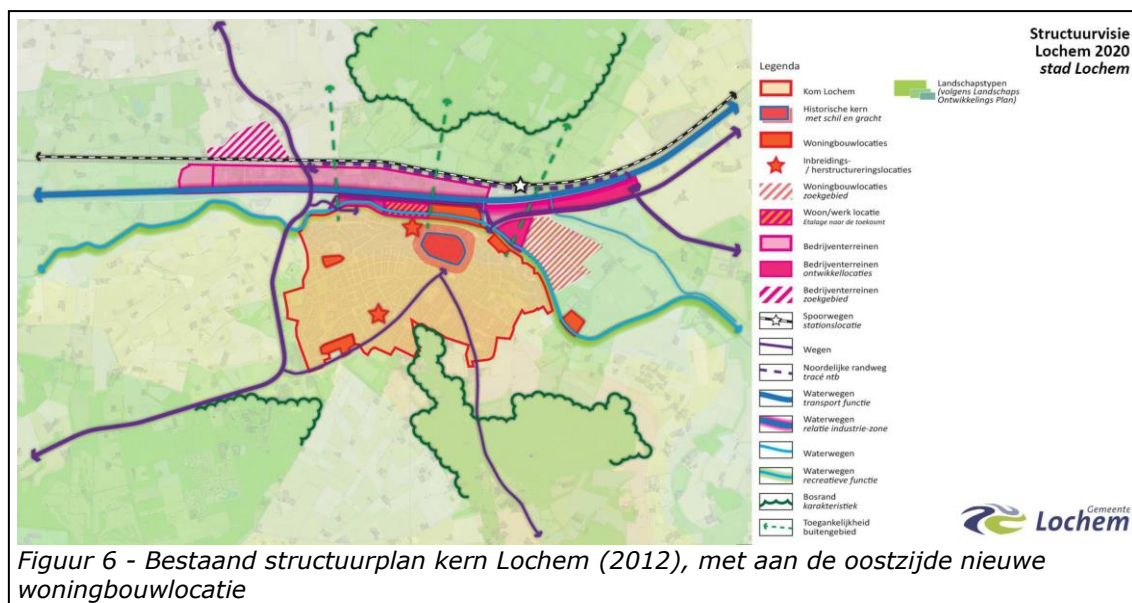 Structuurvisie
Lochem 2020
stad Lochem
Legenda
Kom Lochem
Historische kern
met schil en gracht
Woningbouwlocaties
Inbreidings-
/ herstructureringslocaties
Woningbouwlocaties
zoekgebied
Woon/werk locatie
Etalage naar de toekomst
Bedrijventerreinen
Bedrijventerreinen
ontwikkellocaties
Bedrijventerreinen
zoekgebied
Spoorwegen
stationslocatie
Wegen
Noordelijke randweg
tracé ntb
Waterwegen
transport functie
Waterwegen
relatie industrie-zone
Waterwegen
Waterwegen
recreatieve functie
Bosrand
karakteristiek
Toegankelijkheid
buitengebied
Landschapstypen
(volgens Landschaps
Ontwikkelings Plan)
Gemeente
Lochem
Figuur 6 - Bestaand structuurplan kern Lochem (2012), met aan de oostzijde nieuwe
woningbouwlocatie